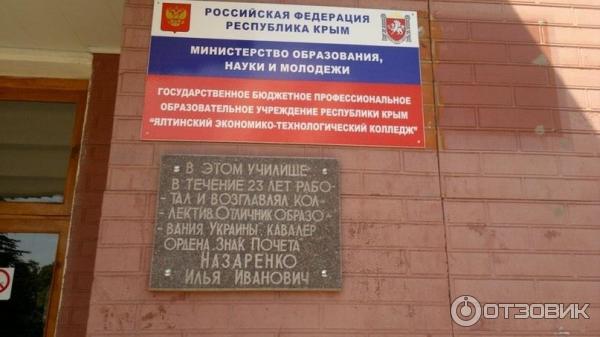 РОССИЙСКАЯ ФЕДЕРАЦИЯ
РЕСПУБЛИКА КРЫМ
МИНИСТЕРСТВО ОБРАЗОВАНИЯ,
НАУКИ И МОЛОДЕЖИ
ГОСУДАРСТВЕННОЕ БЮДЖЕТНОЕ ПРОФЕССИОНАЛЬНОЕ
ОБРАЗОВАТЕЛЬНОЕ УЧРЕЖДЕНИЕ РЕСПУБЛИКИ КРЫМ
"ЯЛТИНСКИЙ ЭКОНОМИКО-ТЕХНОЛОГИЧЕСКИЙ КОЛЛЕДЖ"
В ЭТОМ УЧИЛИЩЕ
В ТЕЧЕНИЕ 23 ЛЕТ РАБО-
-ТАЛ И ВОЗГЛАВЛЯЛ КОЛ-
-ЛЕКТИВ. ОТЛИЧНИК ОБРАЗО-
-ВАНИЯ УКРАИНЫ, КАВАЛЕР
ОРДЕНА „ЗНАК ПОЧЕТА"
НАЗАРЕНКО
ИЛЬЯ ИВАНОВИЧ
ОТЗОВИК